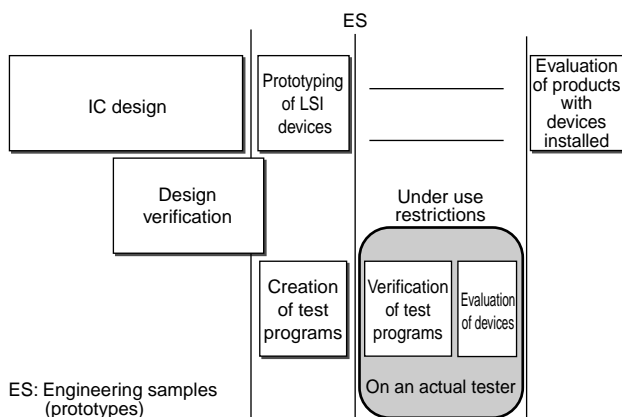 ES
IC design
Prototyping
of LSI
devices
Evaluation
of products
with
devices
installed
Design
verification
Under use
restrictions
Creation
of test
programs
Verification
of test
programs
Evaluation
of devices
On an actual tester
ES: Engineering samples
(prototypes)